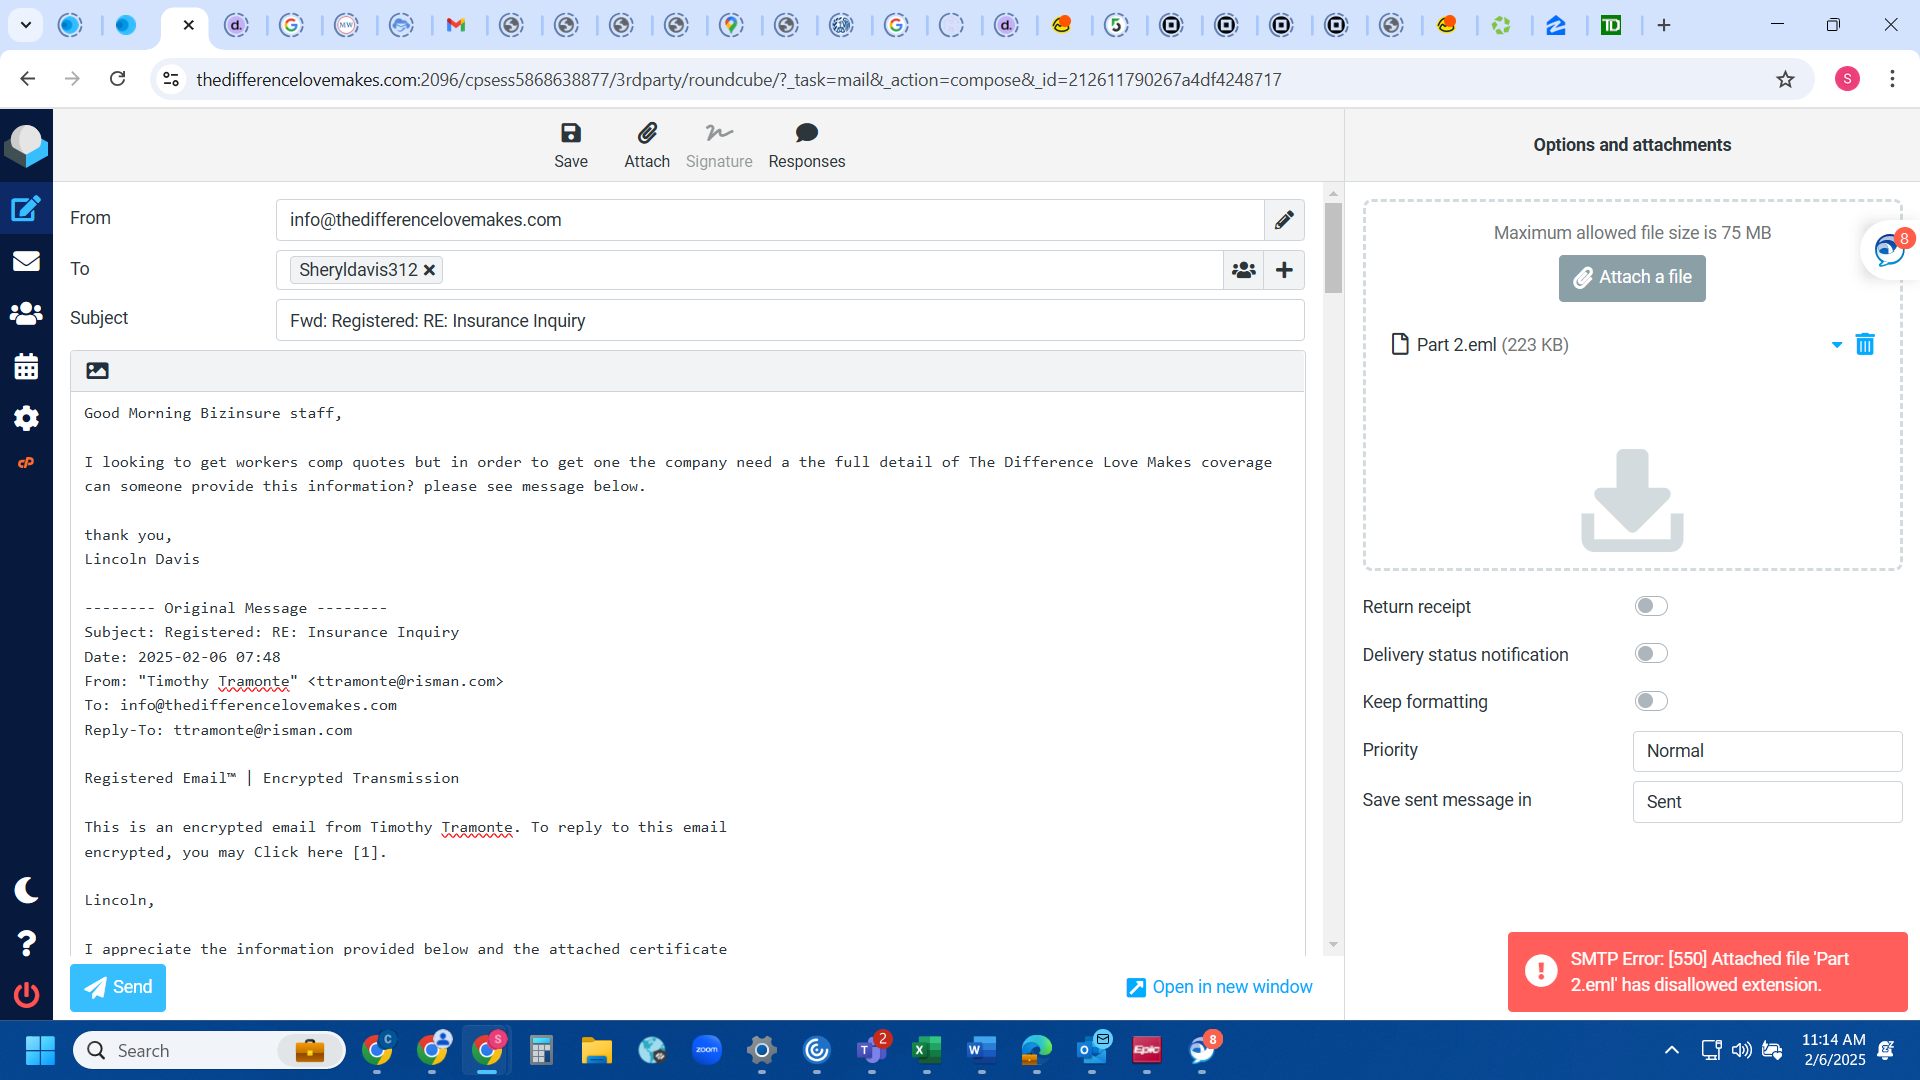 thedifferencelovemakes.com:2096/cpsess5868638877/3rdparty/roundcube/?_task=mail&_action=compose&_id=212611790267a4df4248717
S
Save
Attach
Signature
Responses
Options and attachments
From
info@thedifferencelovemakes.com
To
Sheryldavis312
Subject
Fwd: Registered: RE: Insurance Inquiry
Maximum allowed file size is 75 MB
Attach a file
8
Part 2.eml (223 KB)
Good Morning Bizinsure staff,
I looking to get workers comp quotes but in order to get one the company need a the full detail of The Difference Love Makes coverage
can someone provide this information? please see message below.
thank you,
Lincoln Davis
-------- Original Message --------
Subject: Registered: RE: Insurance Inquiry
Date: 2025-02-06 07:48
From: "Timothy Tramonte" <ttramonte@risman.com>
To: info@thedifferencelovemakes.com
Reply-To: ttramonte@risman.com
Registered Email™ | Encrypted Transmission
This is an encrypted email from Timothy Tramonte. To reply to this email
encrypted, you may Click here [1].
Lincoln,
I appreciate the information provided below and the attached certificate
Return receipt
Delivery status notification
Keep formatting
Priority
Normal
Save sent message in
Sent
Send
Open in new window
SMTP Error: [550] Attached file 'Part
2.eml' has disallowed extension.
Search
C
S
zoom
2
Epic
8
11:14 AM
2/6/2025